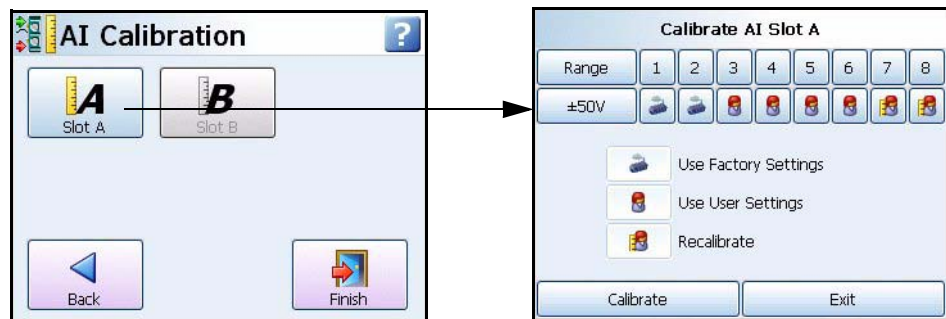 AI Calibration
?
A
Slot A
B
Slot B
Back
Finish
Calibrate AI Slot A
Range 1 2 3 4 5 6 7 8
±50V
Use Factory Settings
Use User Settings
Recalibrate
Calibrate Exit